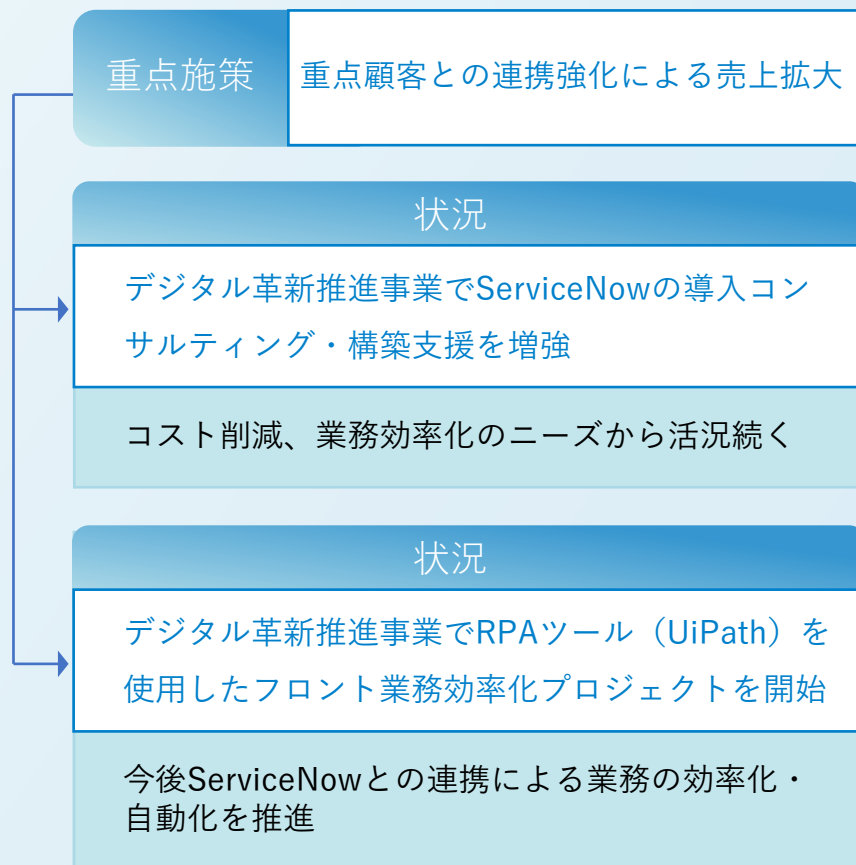 重点施策
重点顧客との連携強化による売上拡大
状況
デジタル革新推進事業でServiceNowの導入コン
サルティング・構築支援を増強
コスト削減、業務効率化のニーズから活況続く
状況
デジタル革新推進事業でRPAツール（UiPath）を
使用したフロント業務効率化プロジェクトを開始
今後ServiceNowとの連携による業務の効率化・
自動化を推進